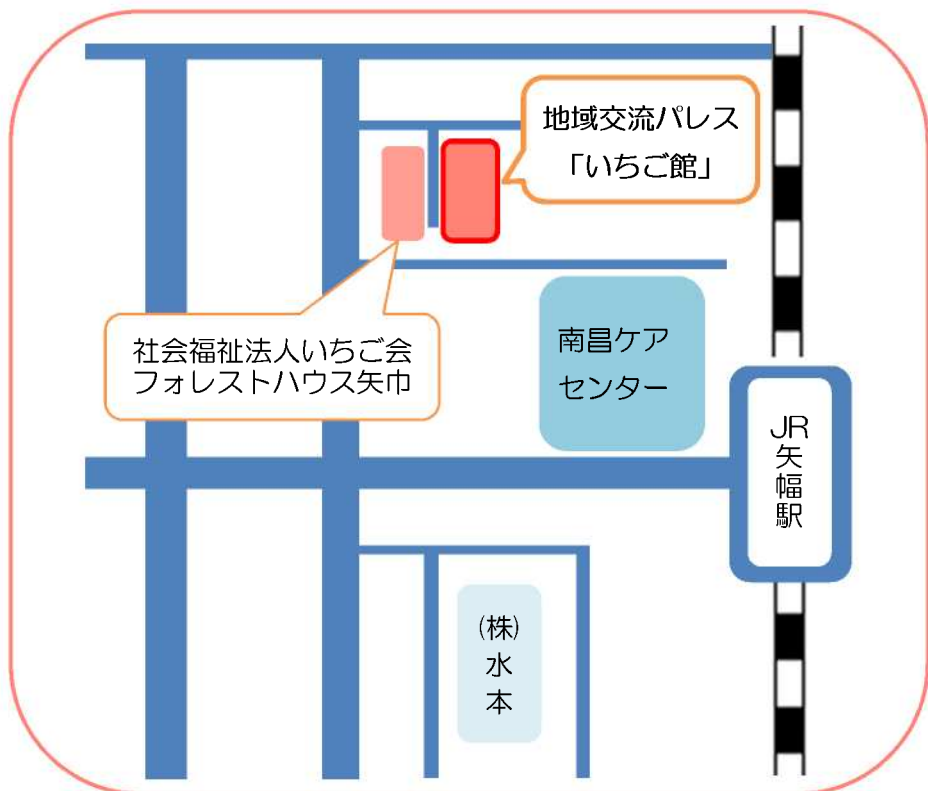 地域交流パレス
「いちご館」
社会福祉法人いちご会
フォレストハウス矢巾
南昌ケア
センター
JR
矢
幅
駅
(株)
水
本